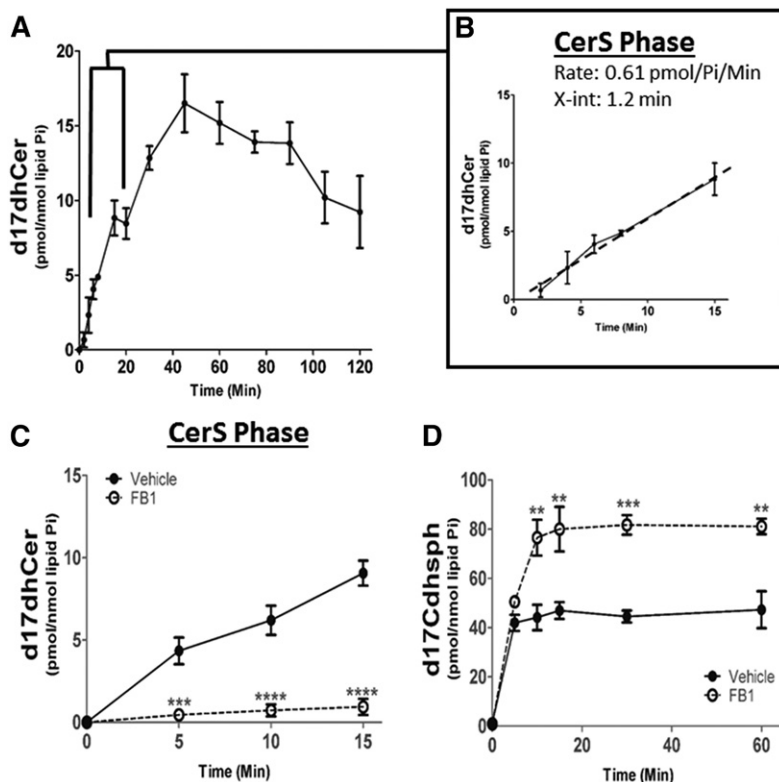 A
d17dhCer
(pmol/nmol lipid Pi)
20
15
10
5
0
0 20 40 60 80 100 120
Time (Min)
B
CerS Phase
Rate: 0.61 pmol/Pi/Min
X-int: 1.2 min
d17dhCer
(pmol/nmol lipid Pi)
15
10
5
0
0 5 10 15
Time (Min)
C
CerS Phase
d17dhCer
(pmol/nmol lipid Pi)
15
10
5
0
Vehicle
FB1
*** **** ****
0 5 10 15
Time (Min)
D
d17Cdhsph
(pmol/nmol lipid Pi)
100
80
60
40
20
0
** ** *** **
Vehicle
FB1
0 20 40 60
Time (Min)